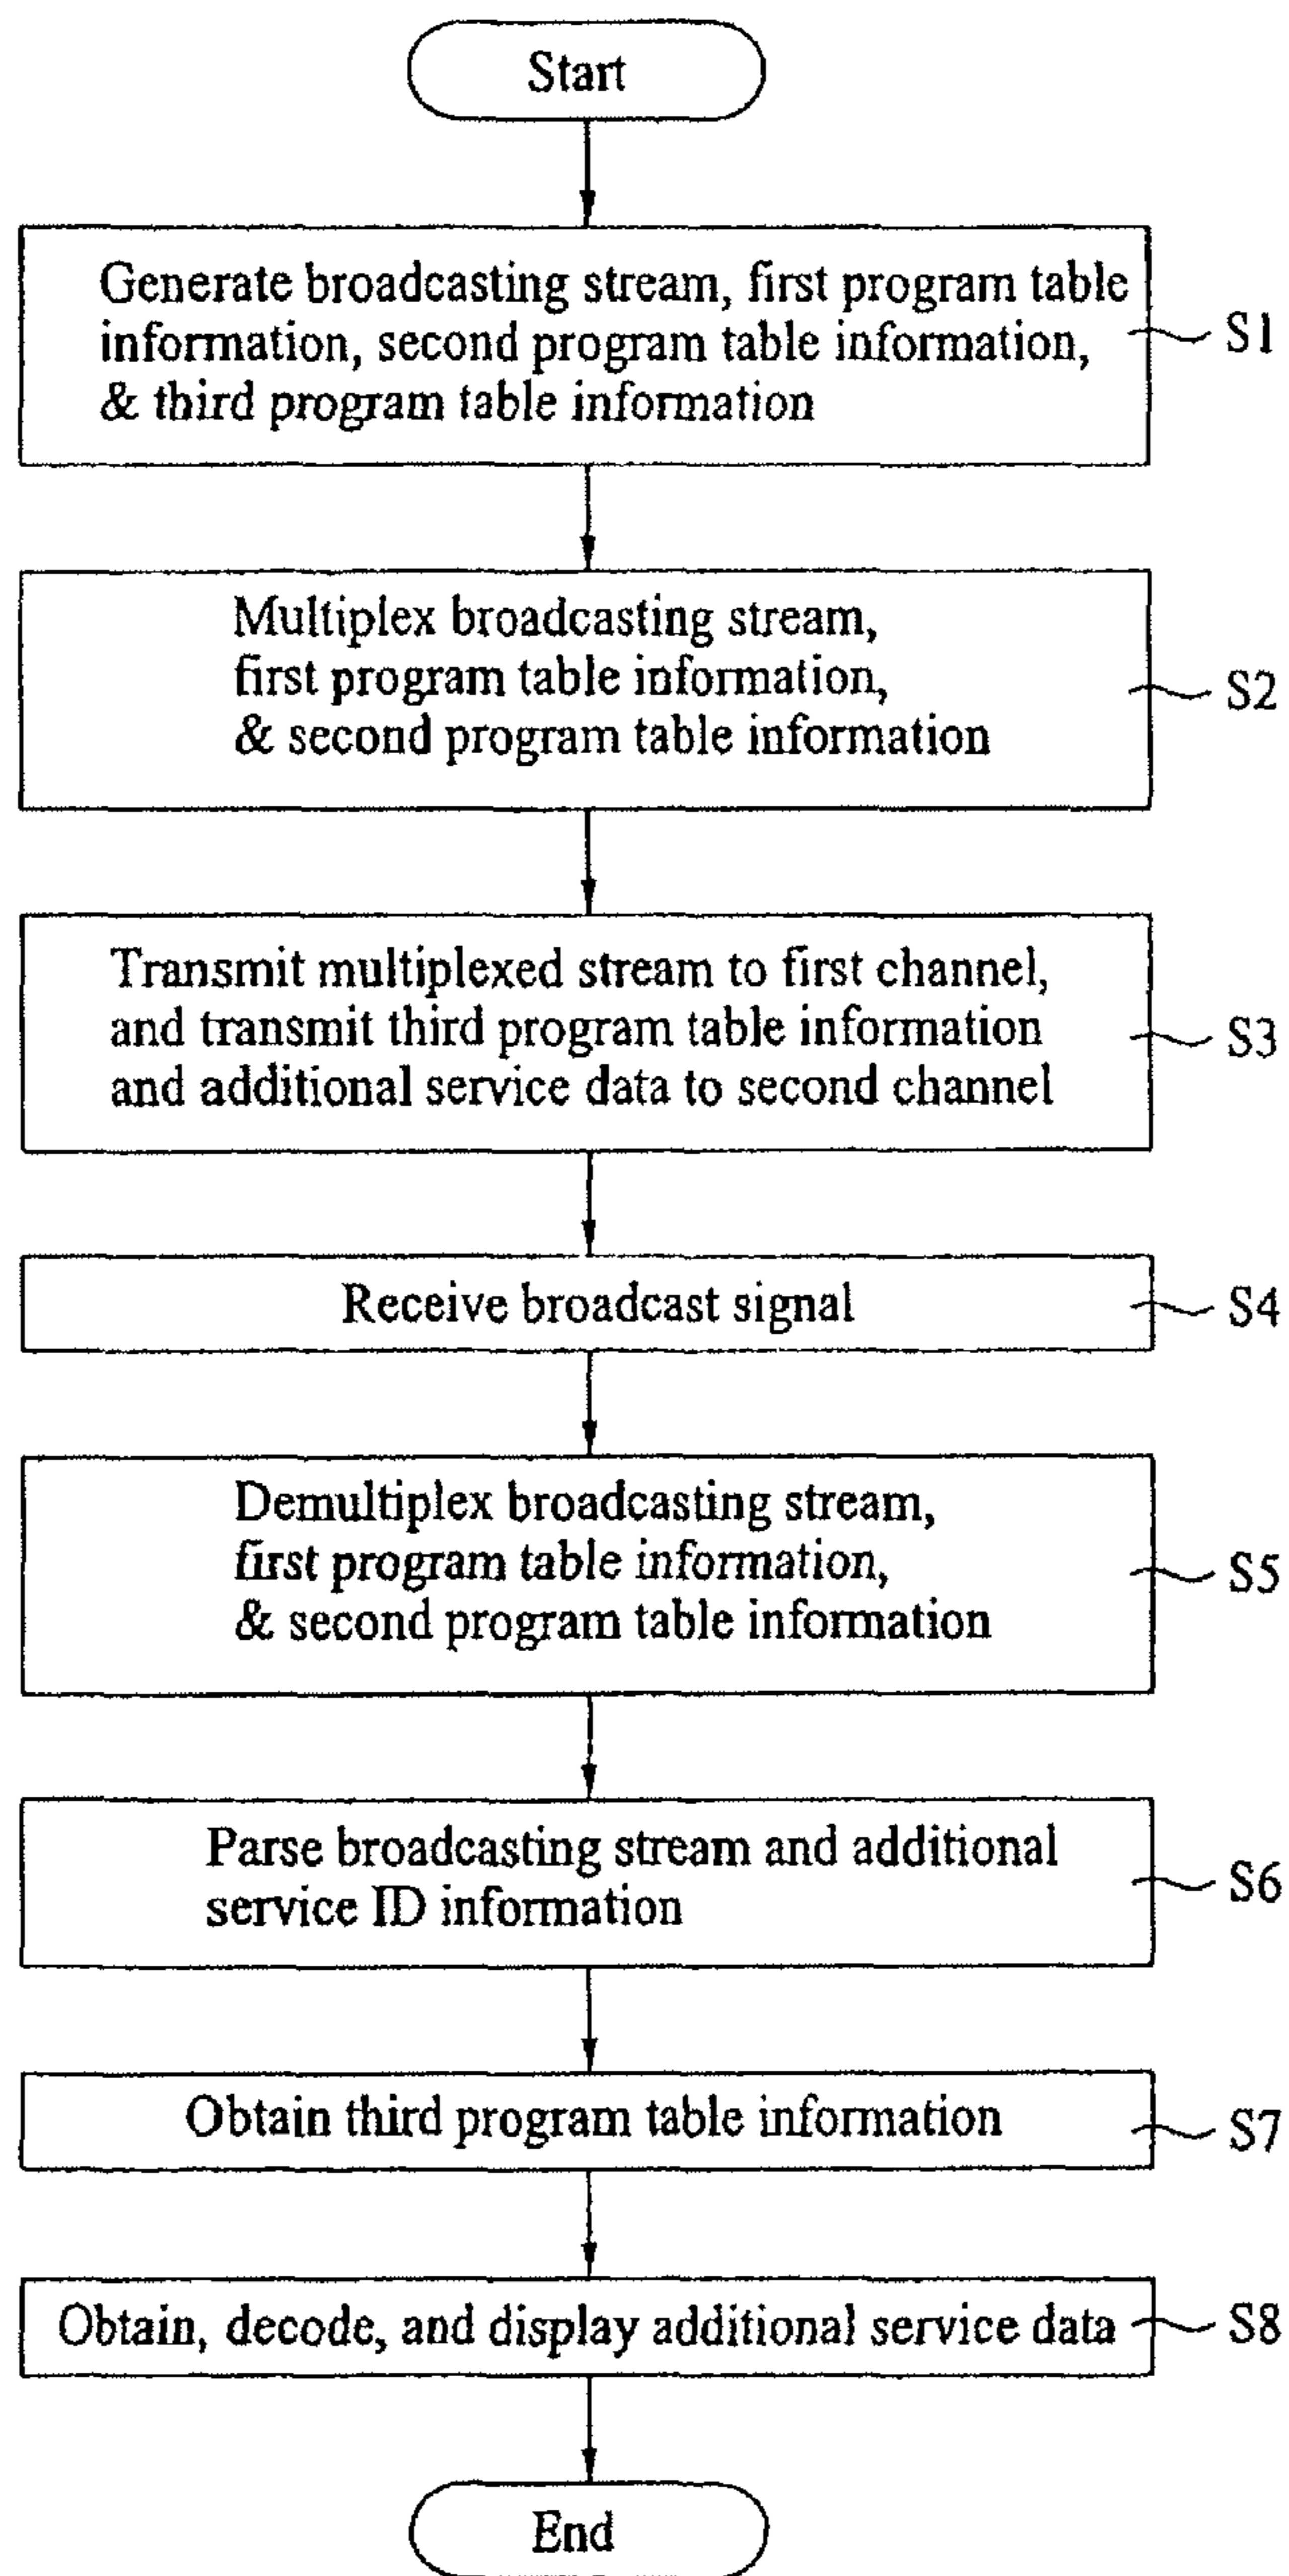 Start
Generate broadcasting stream, first program table
information, second program table information,
& third program table information
S1
Multiplex broadcasting stream,
first program table information,
& second program table information
S2
Transmit multiplexed stream to first channel,
and transmit third program table information
and additional service data to second channel
S3
Receive broadcast signal
S4
Demultiplex broadcasting stream,
first program table information,
& second program table information
S5
Parse broadcasting stream and additional
service ID information
S6
Obtain third program table information
S7
Obtain, decode, and display additional service data
S8
End